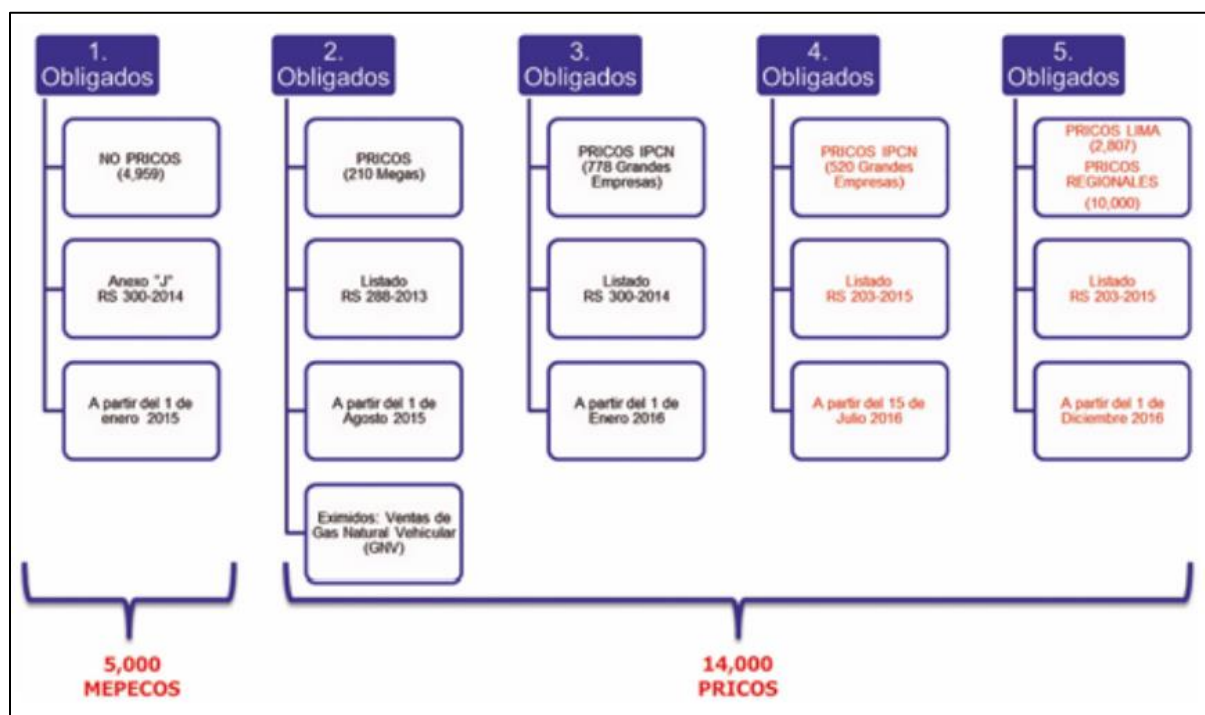 1.
Obligados
NO PRICOS
(4,959)
Anexo "J"
RS 300-2014
A partir del 1 de
enero 2015
2.
Obligados
PRICOS
(210 Megas)
Listado
RS 288-2013
A partir del 1 de
Agosto 2015
Eximidos: Ventas de
Gas Natural Vehicular
(GNV)
3.
Obligados
PRICOS IPCN
(778 Grandes
Empresas)
Listado
RS 300-2014
A partir del 1 de
Enero 2016
4.
Obligados
PRICOS IPCN
(520 Grandes
Empresas)
Listado
RS 203-2015
A partir del 15 de
Julio 2016
5.
Obligados
PRICOS LIMA
(2,807)
PRICOS
REGIONALES
(10,000)
Listado
RS 203-2015
A partir del 1 de
Diciembre 2016
5,000
MEPECOS
14,000
PRICOS